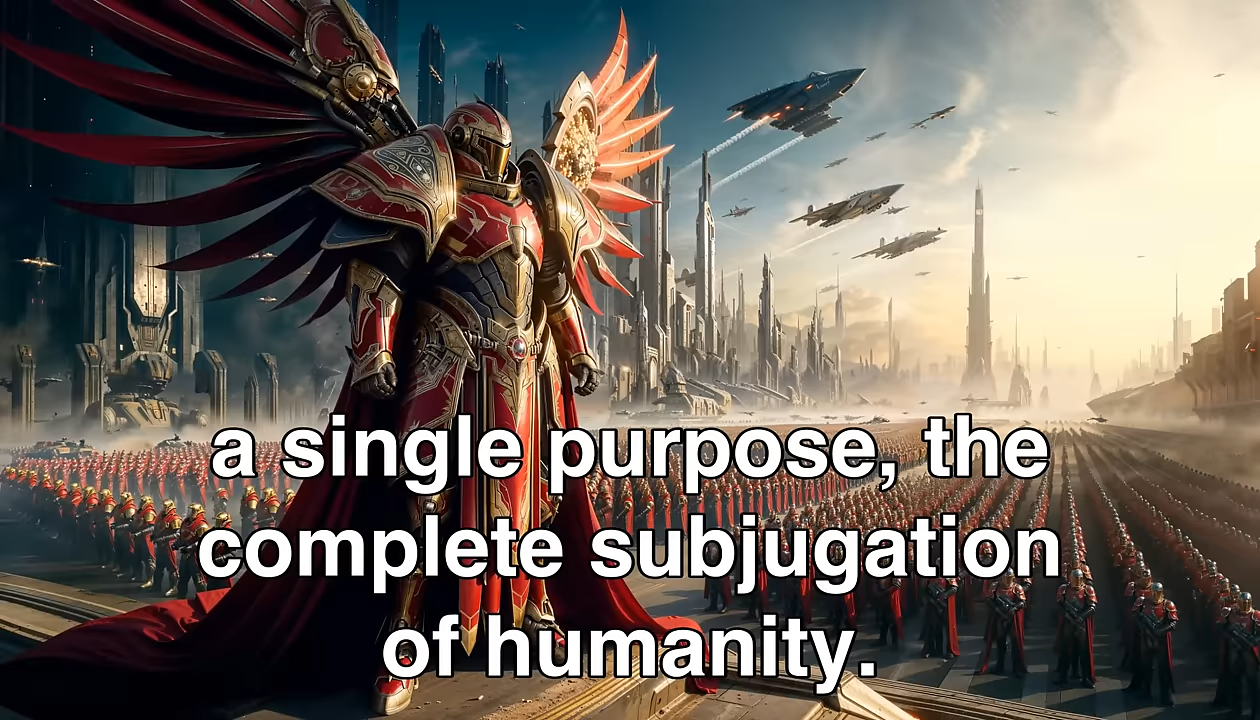 a single purpose, the
complete subjugation
of humanity.